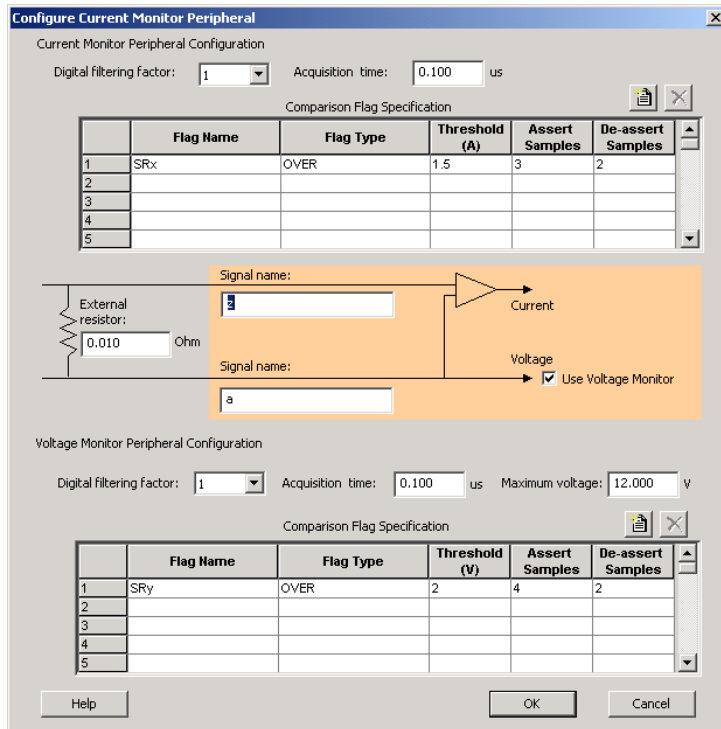 Configure Current Monitor Peripheral
Current Monitor Peripheral Configuration
Digital filtering factor: 1 Acquisition time: 0.100 us
Comparison Flag Specification
Flag Name Flag Type Threshold (A) Assert Samples De-assert Samples
1 SRx OVER 1.5 3 2
2
3
4
5
Signal name:
z
External resistor:
0.010 Ohm
Current
Signal name:
a
Voltage
Use Voltage Monitor
Voltage Monitor Peripheral Configuration
Digital filtering factor: 1 Acquisition time: 0.100 us Maximum voltage: 12.000 V
Comparison Flag Specification
Flag Name Flag Type Threshold (V) Assert Samples De-assert Samples
1 SRy OVER 2 4 2
2
3
4
5
Help OK Cancel